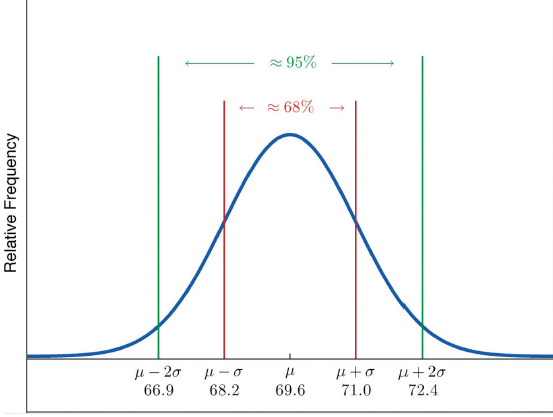 ≈ 95%
≈ 68%
Relative Frequency
μ − 2σ μ − σ μ μ + σ μ + 2σ
66.9 68.2 69.6 71.0 72.4